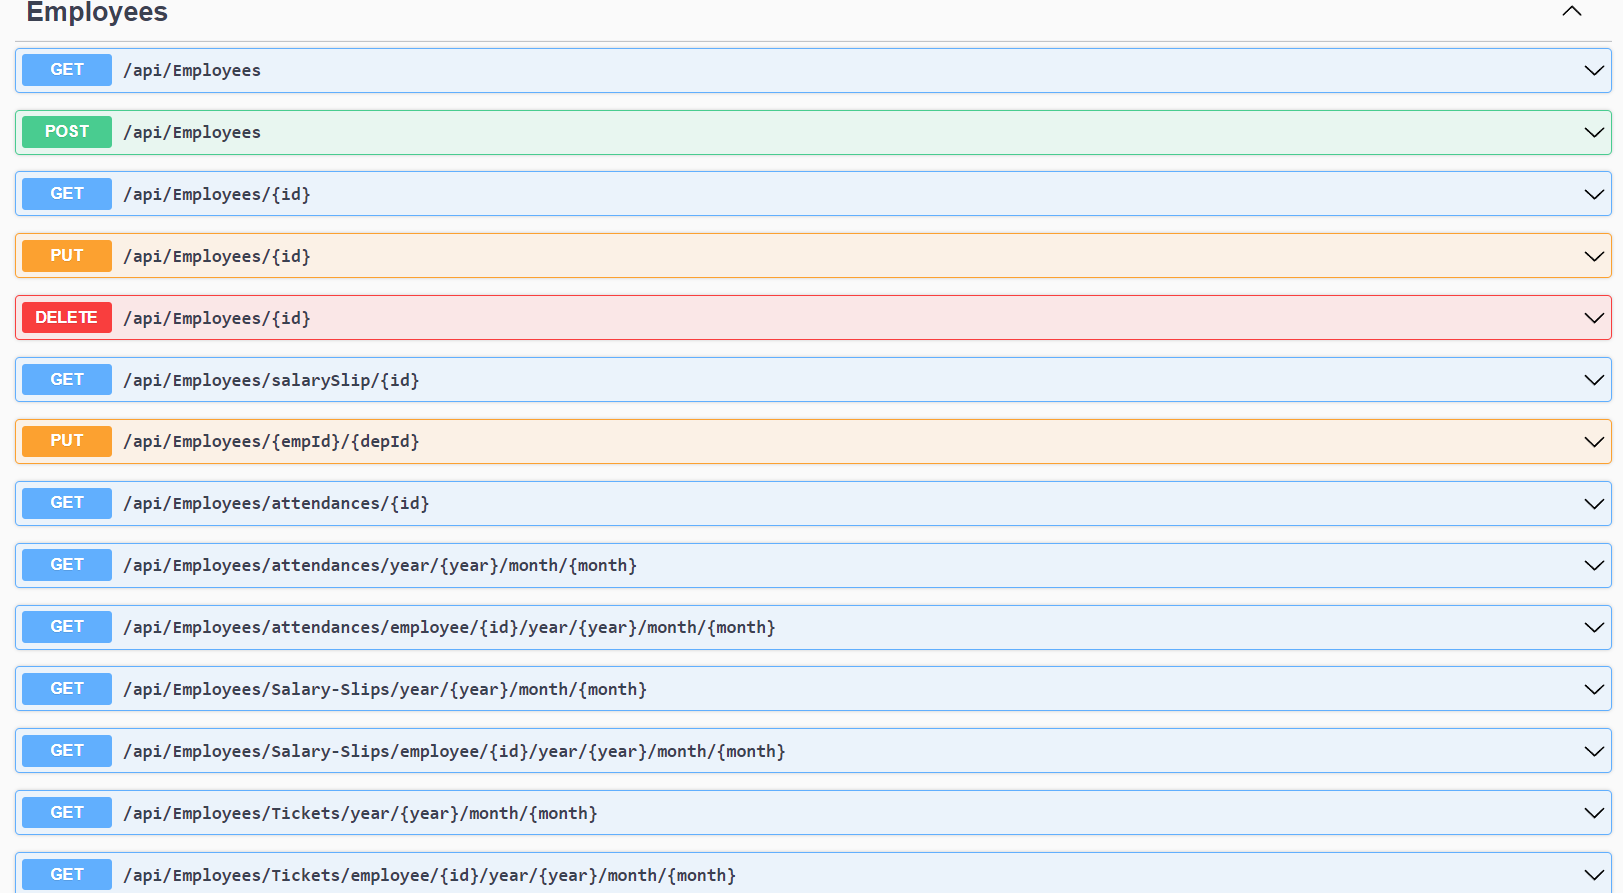 Employees
GET /api/Employees
POST /api/Employees
GET /api/Employees/{id}
PUT /api/Employees/{id}
DELETE /api/Employees/{id}
GET /api/Employees/salarySlip/{id}
PUT /api/Employees/{empId}/{depId}
GET /api/Employees/attendances/{id}
GET /api/Employees/attendances/year/{year}/month/{month}
GET /api/Employees/attendances/employee/{id}/year/{year}/month/{month}
GET /api/Employees/Salary-Slips/year/{year}/month/{month}
GET /api/Employees/Salary-Slips/employee/{id}/year/{year}/month/{month}
GET /api/Employees/Tickets/year/{year}/month/{month}
GET /api/Employees/Tickets/employee/{id}/year/{year}/month/{month}